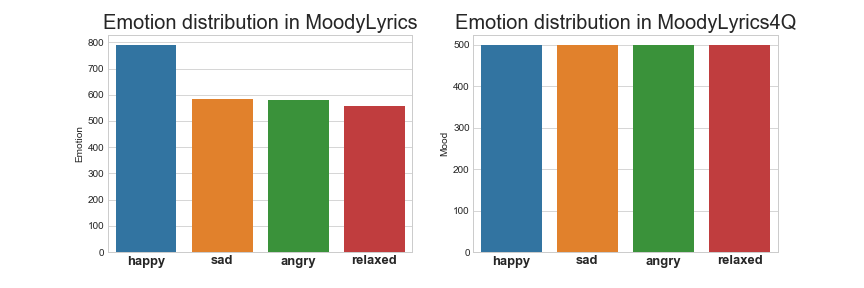 Emotion distribution in MoodyLyrics
800
700
600
500
400
300
200
100
0
Emotion
happy sad angry relaxed
Emotion distribution in MoodyLyrics4Q
500
400
300
200
100
0
Mood
happy sad angry relaxed